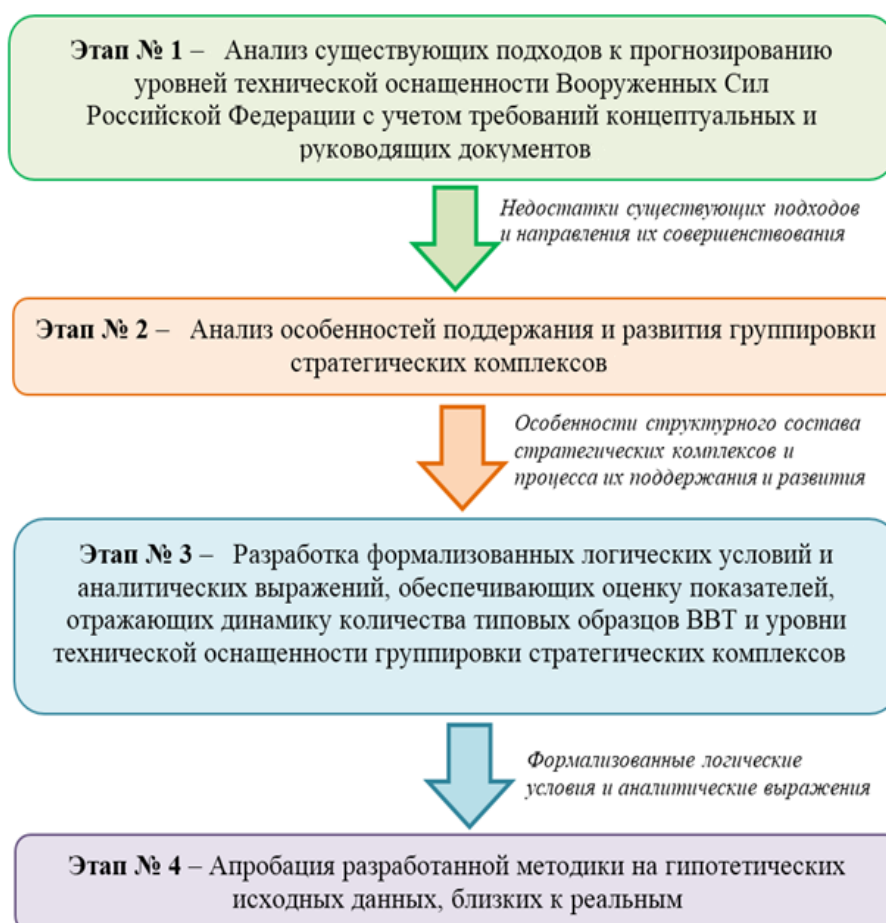 Этап № 1 – Анализ существующих подходов к прогнозированию
уровней технической оснащенности Вооруженных Сил
Российской Федерации с учетом требований концептуальных и
руководящих документов
Недостатки существующих подходов
и направления их совершенствования
Этап № 2 – Анализ особенностей поддержания и развития группировки
стратегических комплексов
Особенности структурного состава
стратегических комплексов и
процесса их поддержания и развития
Этап № 3 – Разработка формализованных логических условий и
аналитических выражений, обеспечивающих оценку показателей,
отражающих динамику количества типовых образцов ВВТ и уровни
технической оснащенности группировки стратегических комплексов
Формализованные логические
условия и аналитические выражения
Этап № 4 – Апробация разработанной методики на гипотетических
исходных данных, близких к реальным